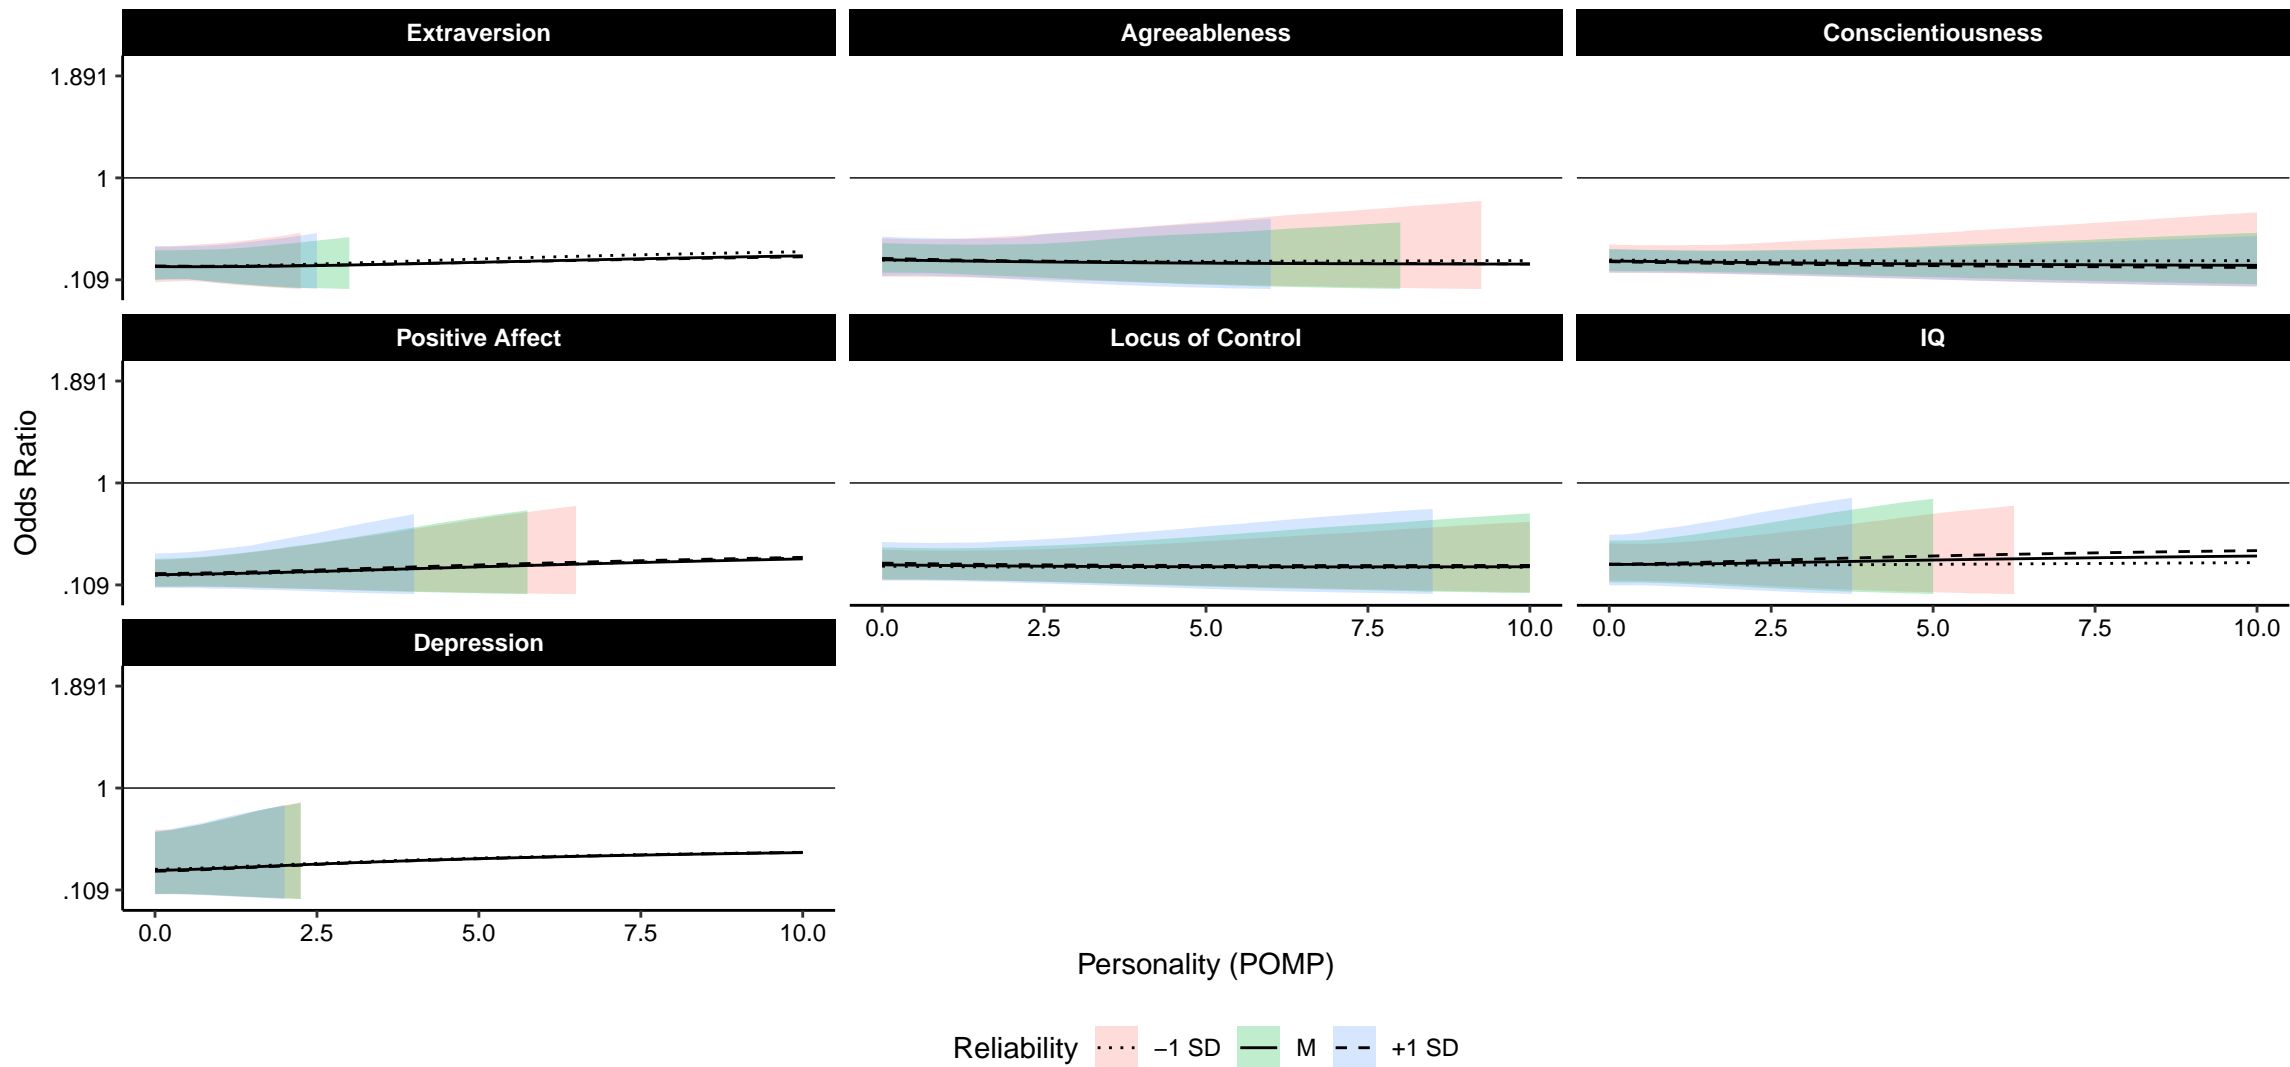 Extraversion
Agreeableness
Conscientiousness
1.891
1
.109
Positive Affect
Locus of Control
IQ
1.891
1
.109
0.0 2.5 5.0 7.5 10.0
0.0 2.5 5.0 7.5 10.0
Depression
1.891
1
.109
0.0 2.5 5.0 7.5 10.0
Odds Ratio
Personality (POMP)
Reliability −1 SD M +1 SD